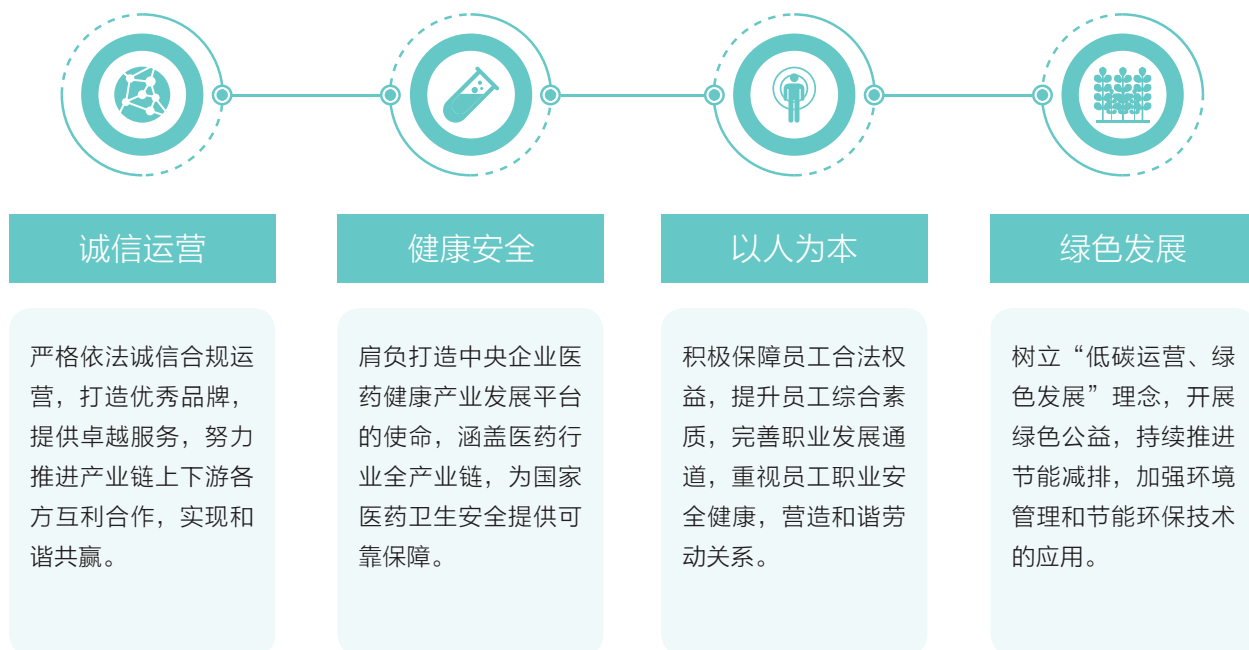 诚信运营
严格依法诚信合规运
营，打造优秀品牌，
提供卓越服务，努力
推进产业链上下游各
方互利合作，实现和
谐共赢。
健康安全
肩负打造中央企业医
药健康产业发展平台
的使命，涵盖医药行
业全产业链，为国家
医药卫生安全提供可
靠保障。
以人为本
积极保障员工合法权
益，提升员工综合素
质，完善职业发展通
道，重视员工职业安
全健康，营造和谐劳
动关系。
绿色发展
树立“低碳运营、绿
色发展”理念，开展
绿色公益，持续推进
节能减排，加强环境
管理和节能环保技术
的应用。